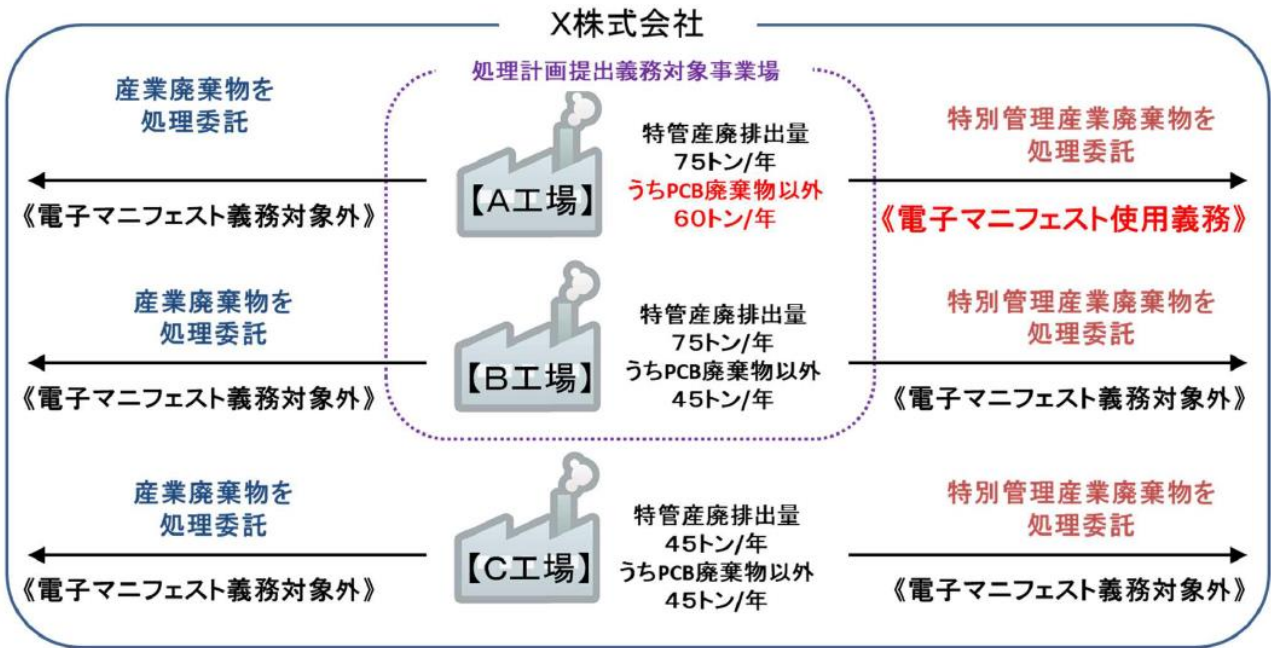 X株式会社
処理計画提出義務対象事業場
産業廃棄物を
処理委託
《電子マニフェスト義務対象外》
【A工場】
特管産廃排出量
75トン/年
うちPCB廃棄物以外
60トン/年
特別管理産業廃棄物を
処理委託
《電子マニフェスト使用義務》
産業廃棄物を
処理委託
《電子マニフェスト義務対象外》
【B工場】
特管産廃排出量
75トン/年
うちPCB廃棄物以外
45トン/年
特別管理産業廃棄物を
処理委託
《電子マニフェスト義務対象外》
産業廃棄物を
処理委託
《電子マニフェスト義務対象外》
【C工場】
特管産廃排出量
45トン/年
うちPCB廃棄物以外
45トン/年
特別管理産業廃棄物を
処理委託
《電子マニフェスト義務対象外》